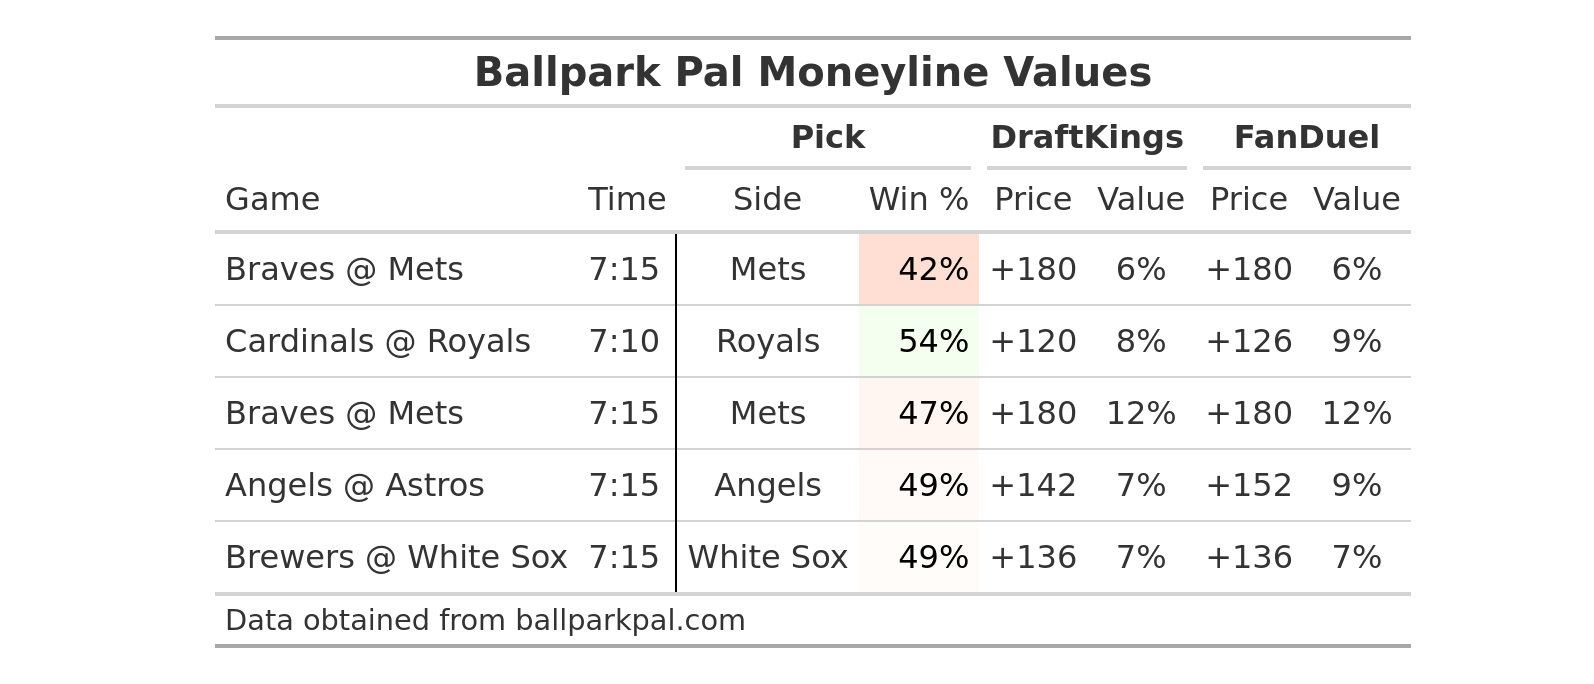 Ballpark Pal Moneyline Values
Pick DraftKings FanDuel
Game Time Side Win % Price Value Price Value
Braves @ Mets 7:15 Mets 42% +180 6% +180 6%
Cardinals @ Royals 7:10 Royals 54% +120 8% +126 9%
Braves @ Mets 7:15 Mets 47% +180 12% +180 12%
Angels @ Astros 7:15 Angels 49% +142 7% +152 9%
Brewers @ White Sox 7:15 White Sox 49% +136 7% +136 7%
Data obtained from ballparkpal.com